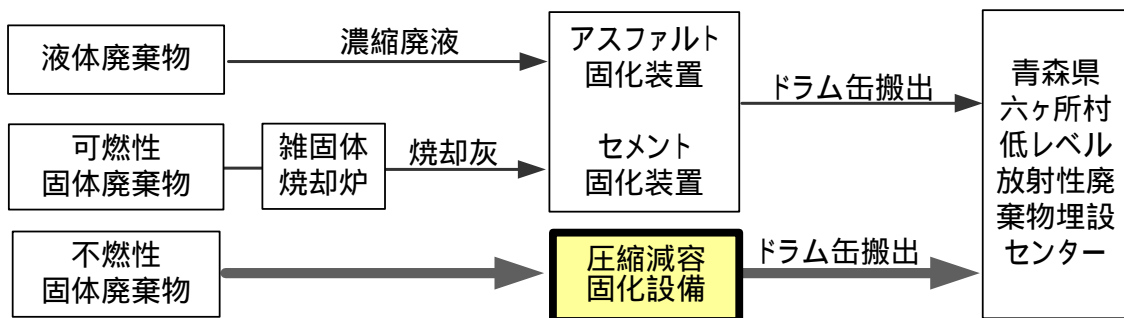 液体廃棄物
濃縮廃液
アスファルト
固化装置
ドラム缶搬出
可燃性
固体廃棄物
雑固体
焼却炉
焼却灰
セメント
固化装置
不燃性
固体廃棄物
圧縮減容
固化設備
ドラム缶搬出
青森県
六ヶ所村
低レベル
放射性廃
棄物埋設
センター